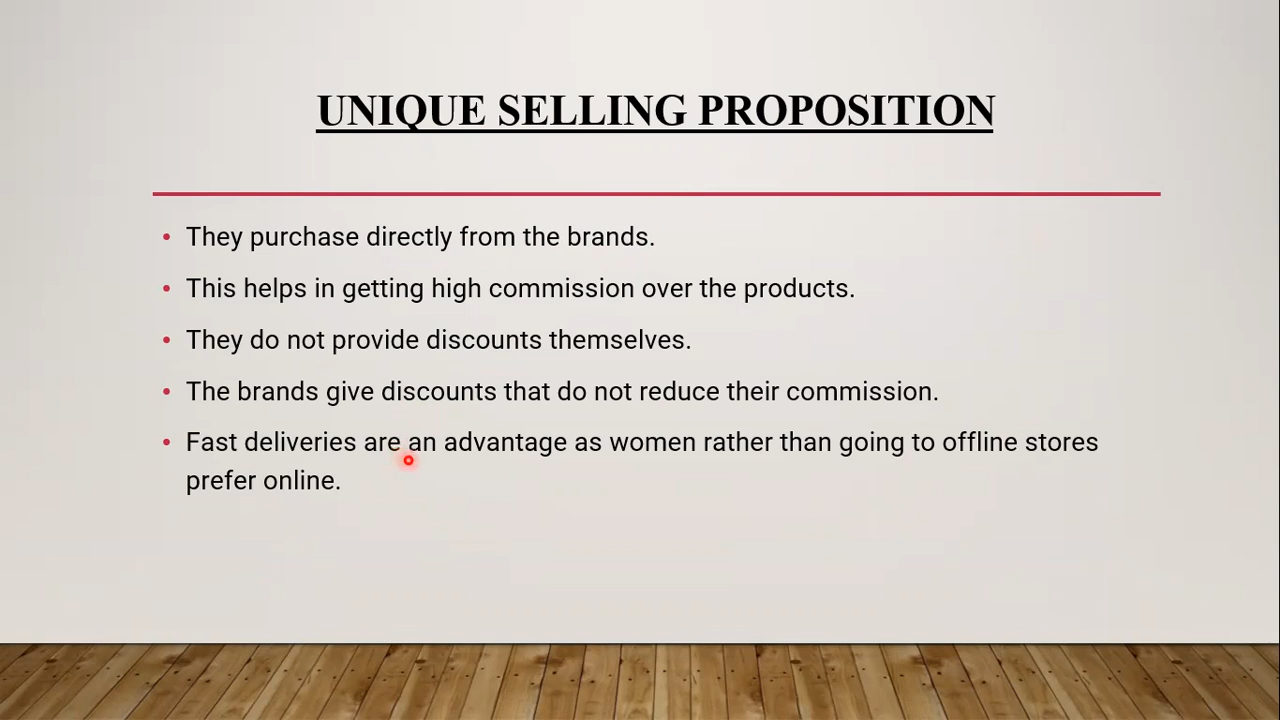 UNIQUE SELLING PROPOSITION
• They purchase directly from the brands.
• This helps in getting high commission over the products.
• They do not provide discounts themselves.
• The brands give discounts that do not reduce their commission.
• Fast deliveries are an advantage as women rather than going to offline stores
prefer online.